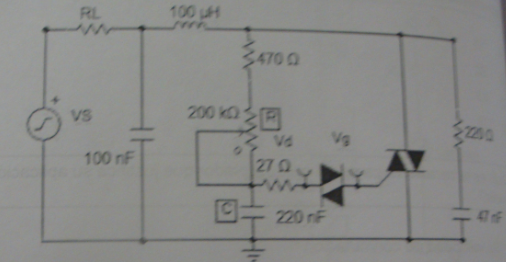 RL
100 µH
470 Ω
200 kΩ
R
VS
Vd
Vg
100 nF
27 Ω
220 Ω
C
220 nF
47 nF